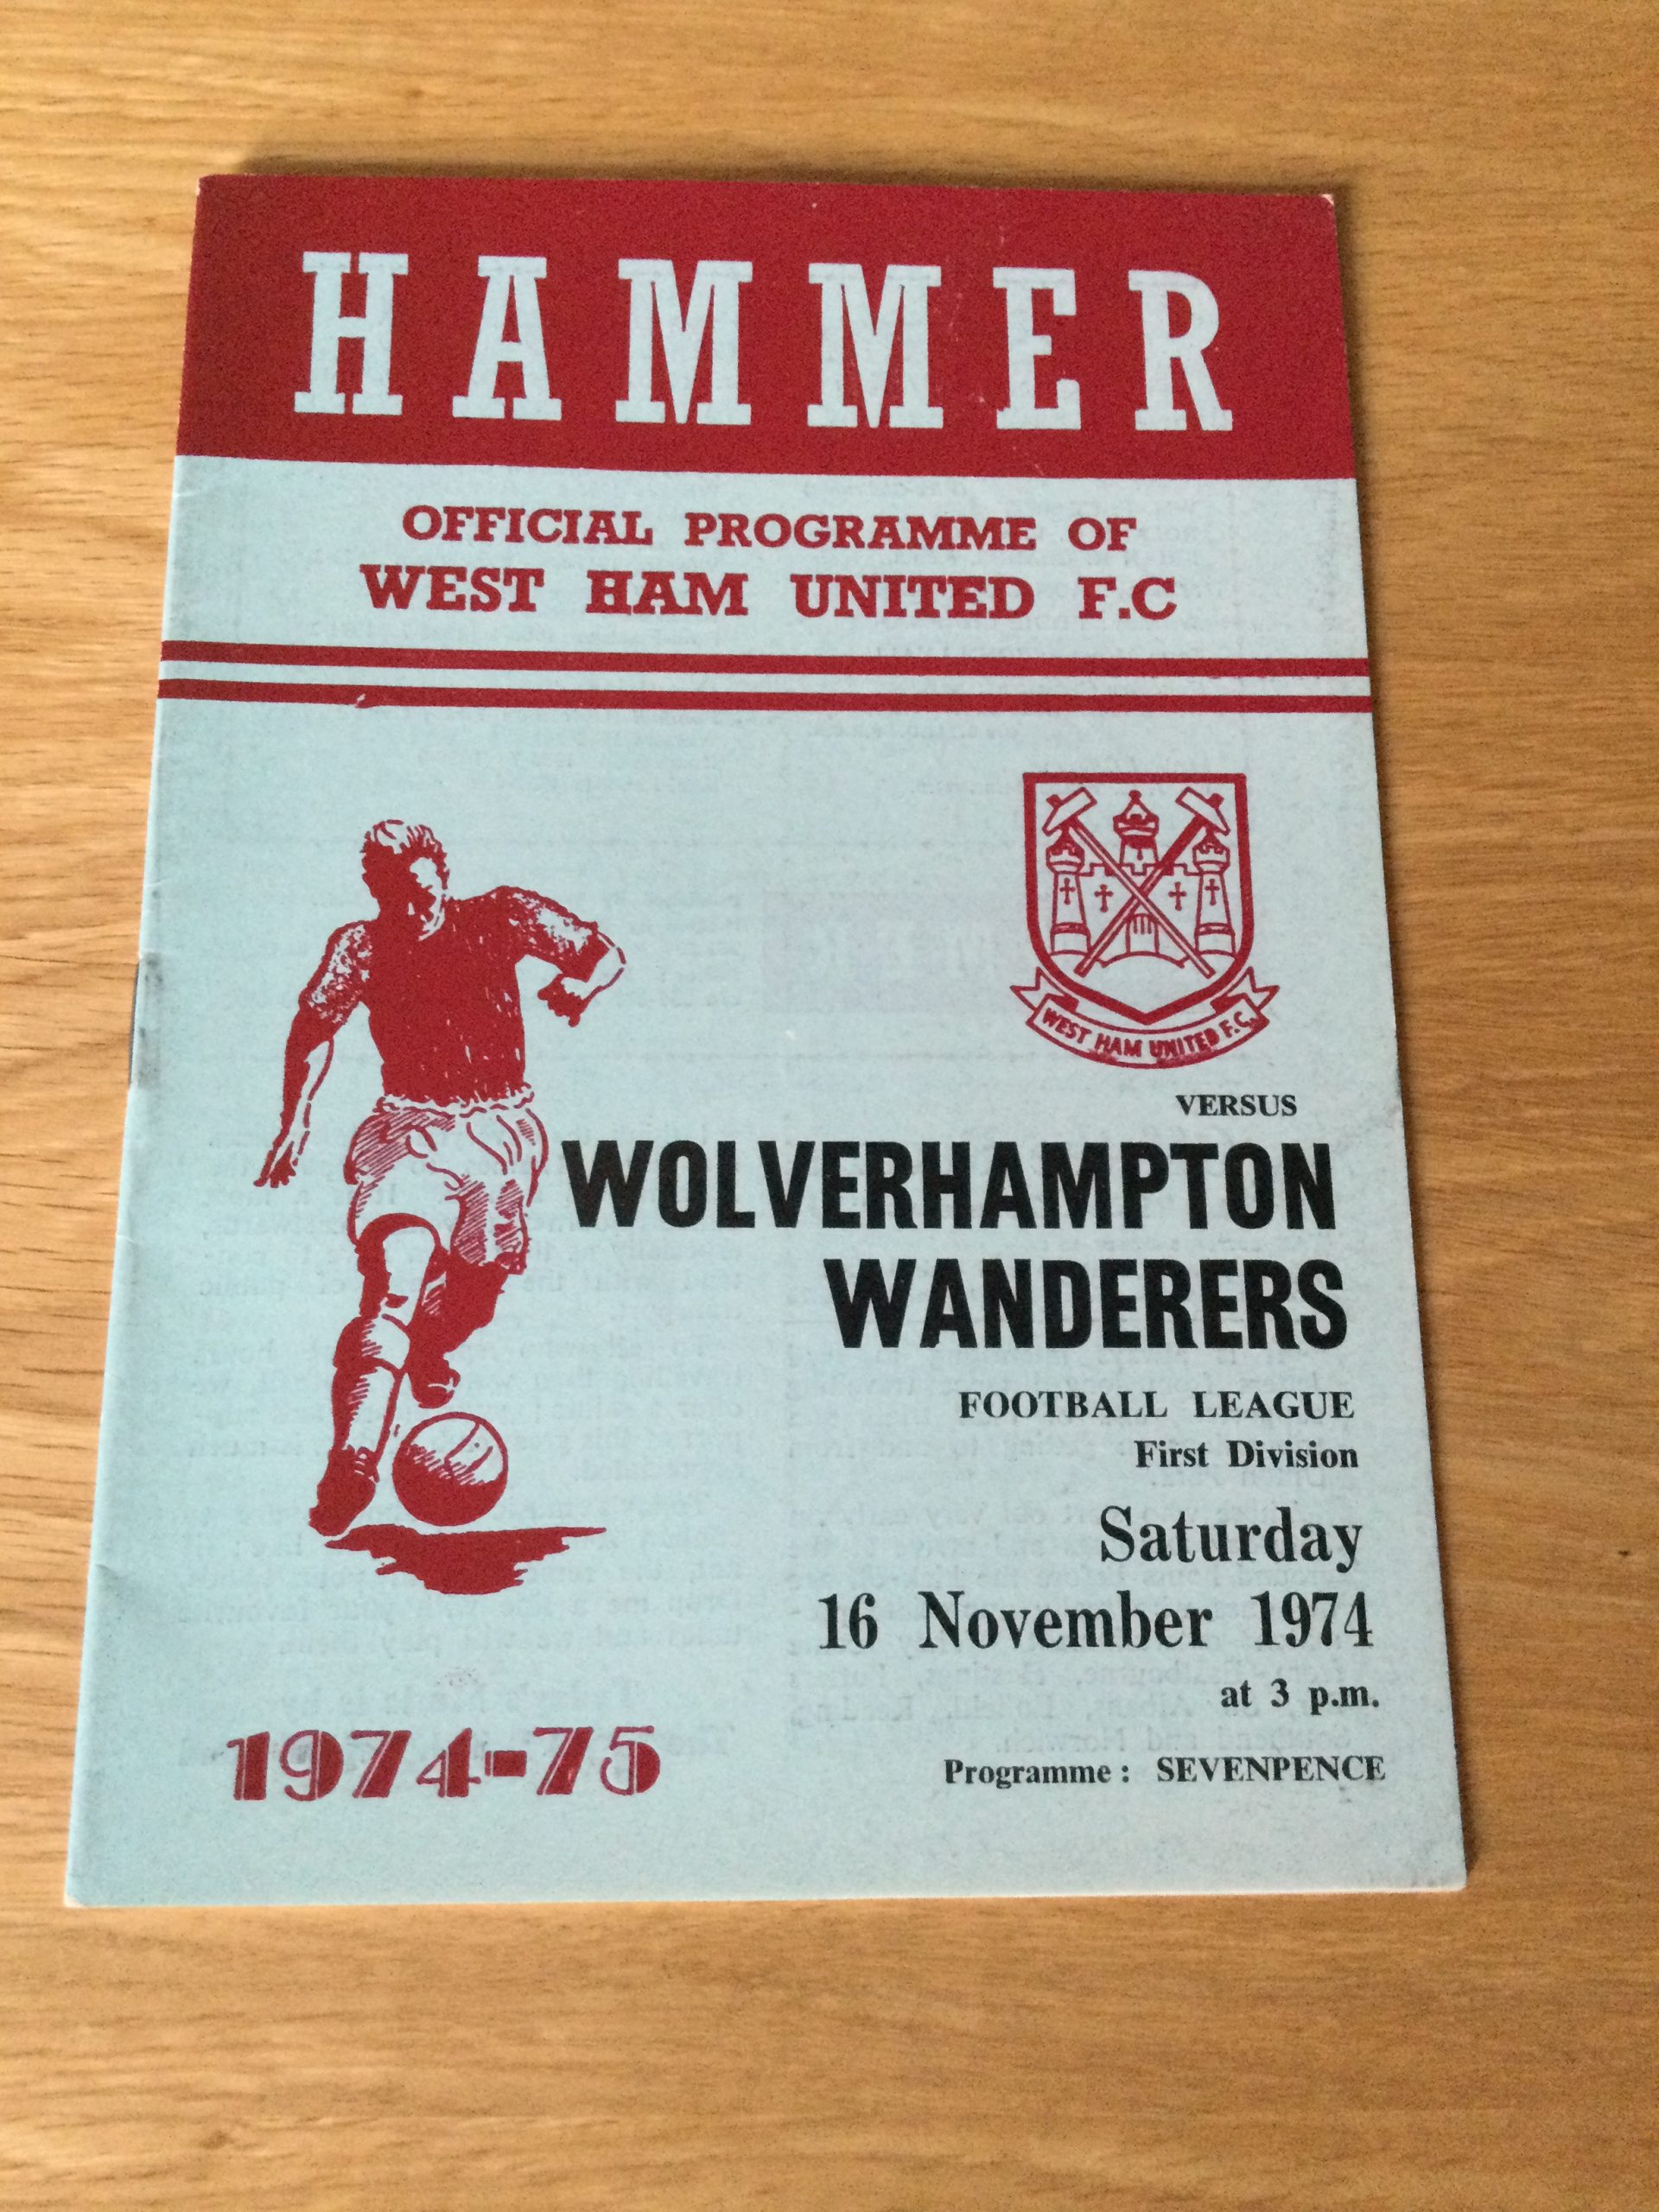 HAMMER
OFFICIAL PROGRAMME OF
WEST HAM UNITED F.C
WEST HAM UNITED F.C.
VERSUS
WOLVERHAMPTON
WANDERERS
FOOTBALL LEAGUE
First Division
Saturday
16 November 1974
at 3 p.m.
1974-75
Programme : SEVENPENCE